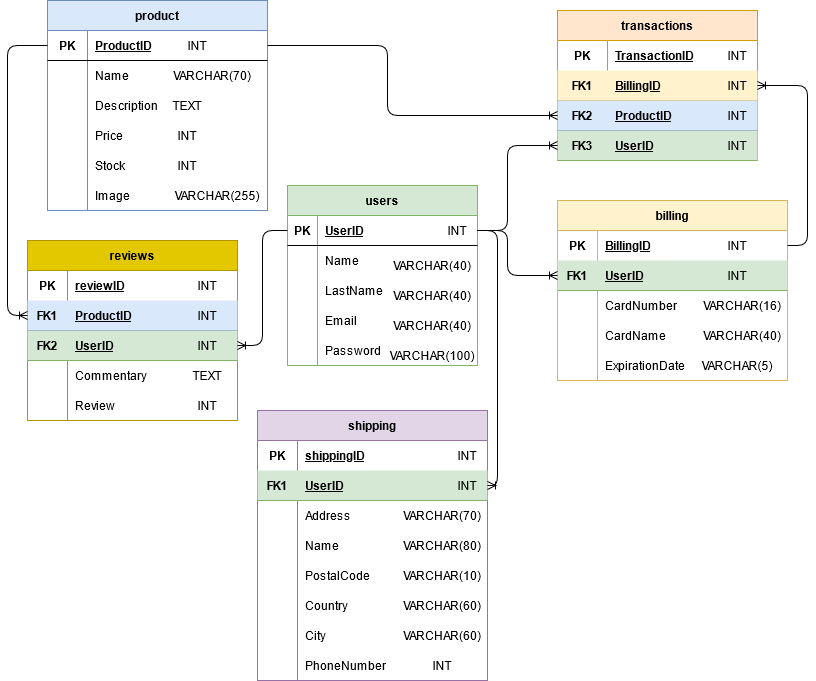 product
PK ProductID INT
Name VARCHAR(70)
Description TEXT
Price INT
Stock INT
Image VARCHAR(255)
transactions
PK TransactionID INT
FK1 BillingID INT
FK2 ProductID INT
FK3 UserID INT
users
PK UserID INT
Name VARCHAR(40)
LastName VARCHAR(40)
Email VARCHAR(40)
Password VARCHAR(100)
billing
PK BillingID INT
FK1 UserID INT
CardNumber VARCHAR(16)
CardName VARCHAR(40)
ExpirationDate VARCHAR(5)
reviews
PK reviewID INT
FK1 ProductID INT
FK2 UserID INT
Commentary TEXT
Review INT
shipping
PK shippingID INT
FK1 UserID INT
Address VARCHAR(70)
Name VARCHAR(80)
PostalCode VARCHAR(10)
Country VARCHAR(60)
City VARCHAR(60)
PhoneNumber INT